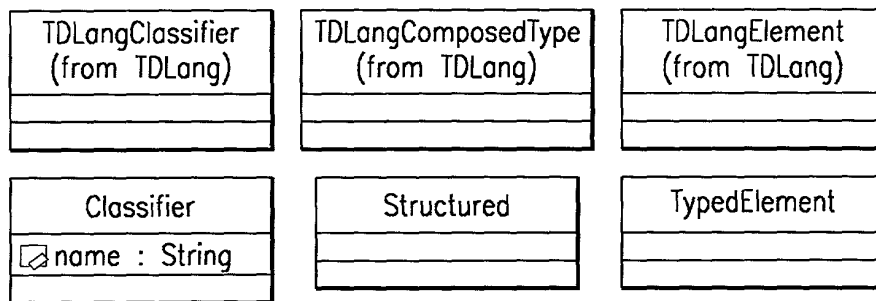 TDLangClassifier
(from TDLang)
TDLangComposedType
(from TDLang)
TDLangElement
(from TDLang)
Classifier
name : String
Structured
TypedElement